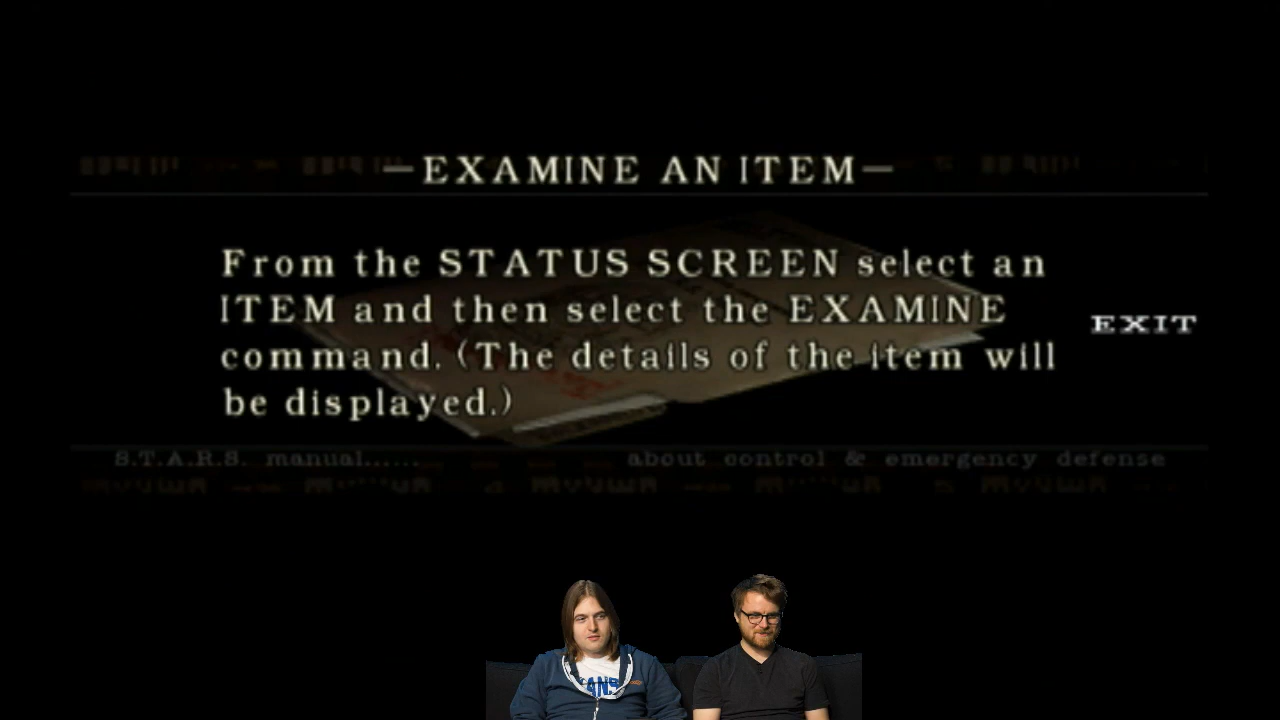 —EXAMINE AN ITEM—
From the STATUS SCREEN select an
ITEM and then select the EXAMINE
command. (The details of the item will
be displayed.)
EXIT
S.T.A.R.S. manual...... about control & emergency defense